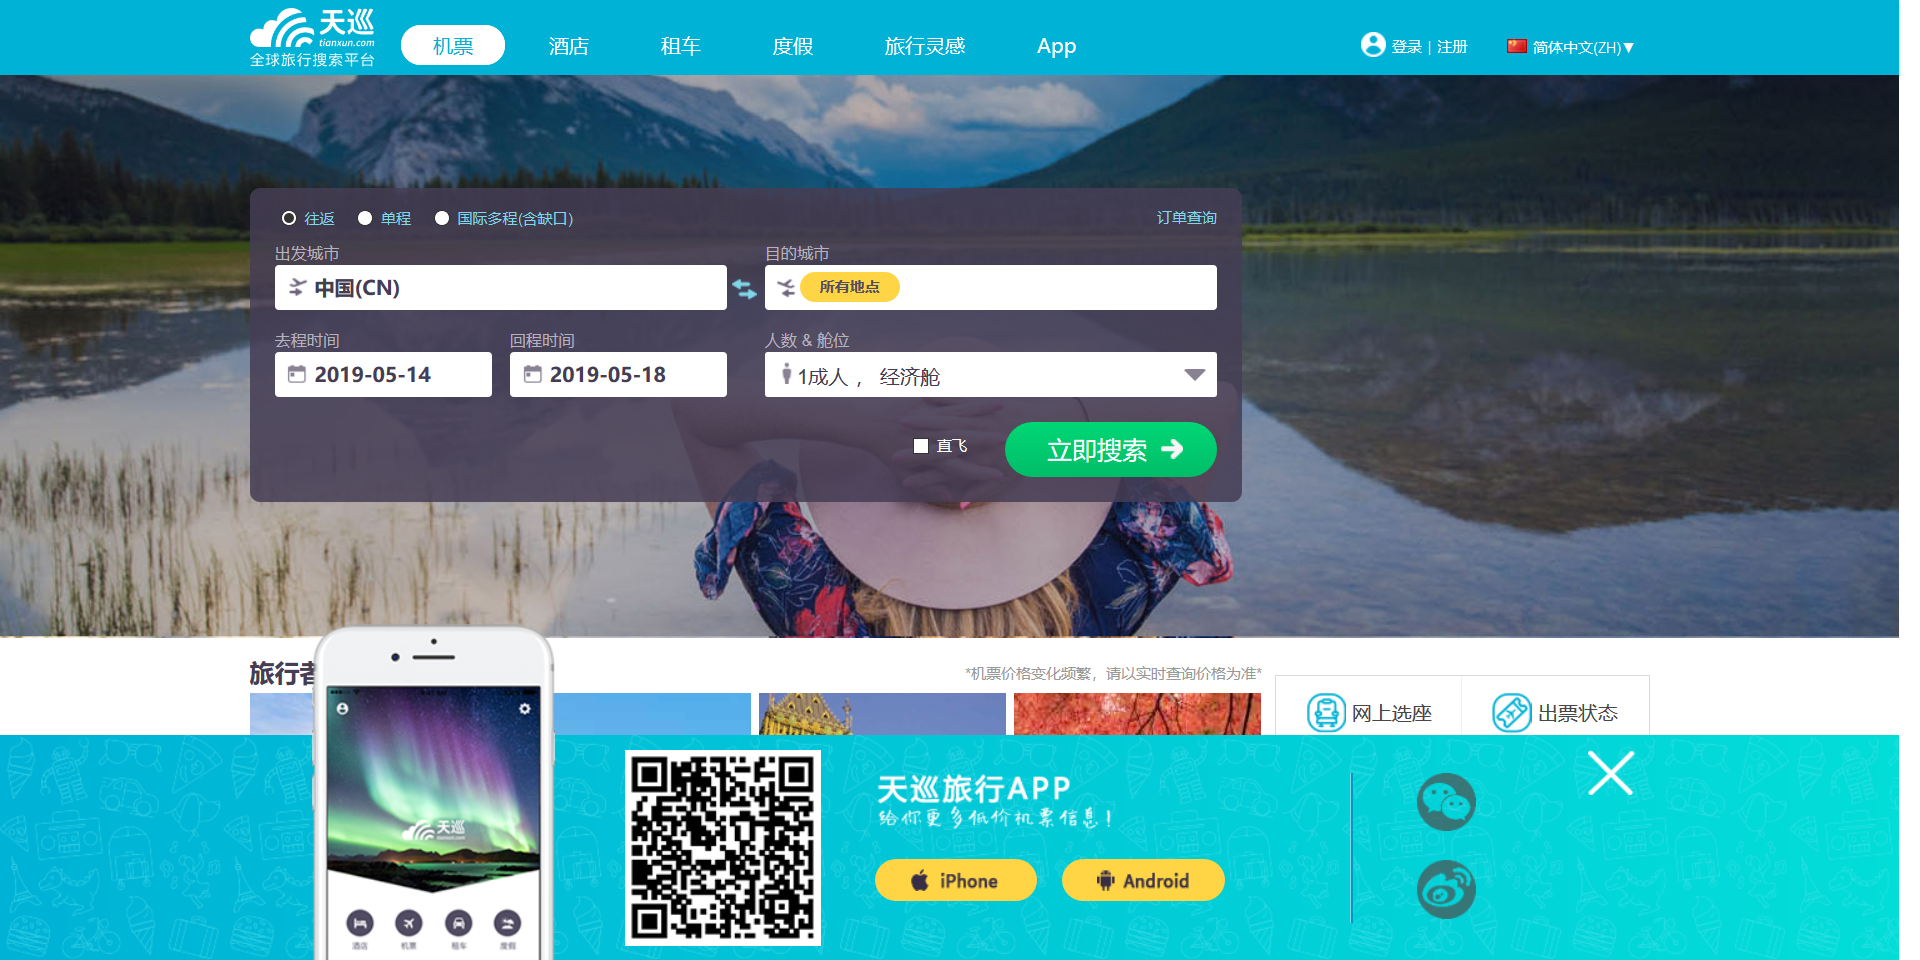 天巡
tianxun.com
全球旅行搜索平台
机票
酒店
租车
度假
旅行灵感
App
登录 | 注册
简体中文(ZH)▼
往返
单程
国际多程(含缺口)
订单查询
出发城市
目的城市
中国(CN)
所有地点
去程时间
回程时间
人数 & 舱位
2019-05-14
2019-05-18
1成人， 经济舱
直飞
立即搜索
旅行者
*机票价格变化频繁，请以实时查询价格为准*
网上选座
出票状态
天巡
酒店
机票
租车
度假
天巡旅行APP
给你更多低价机票信息！
iPhone
Android